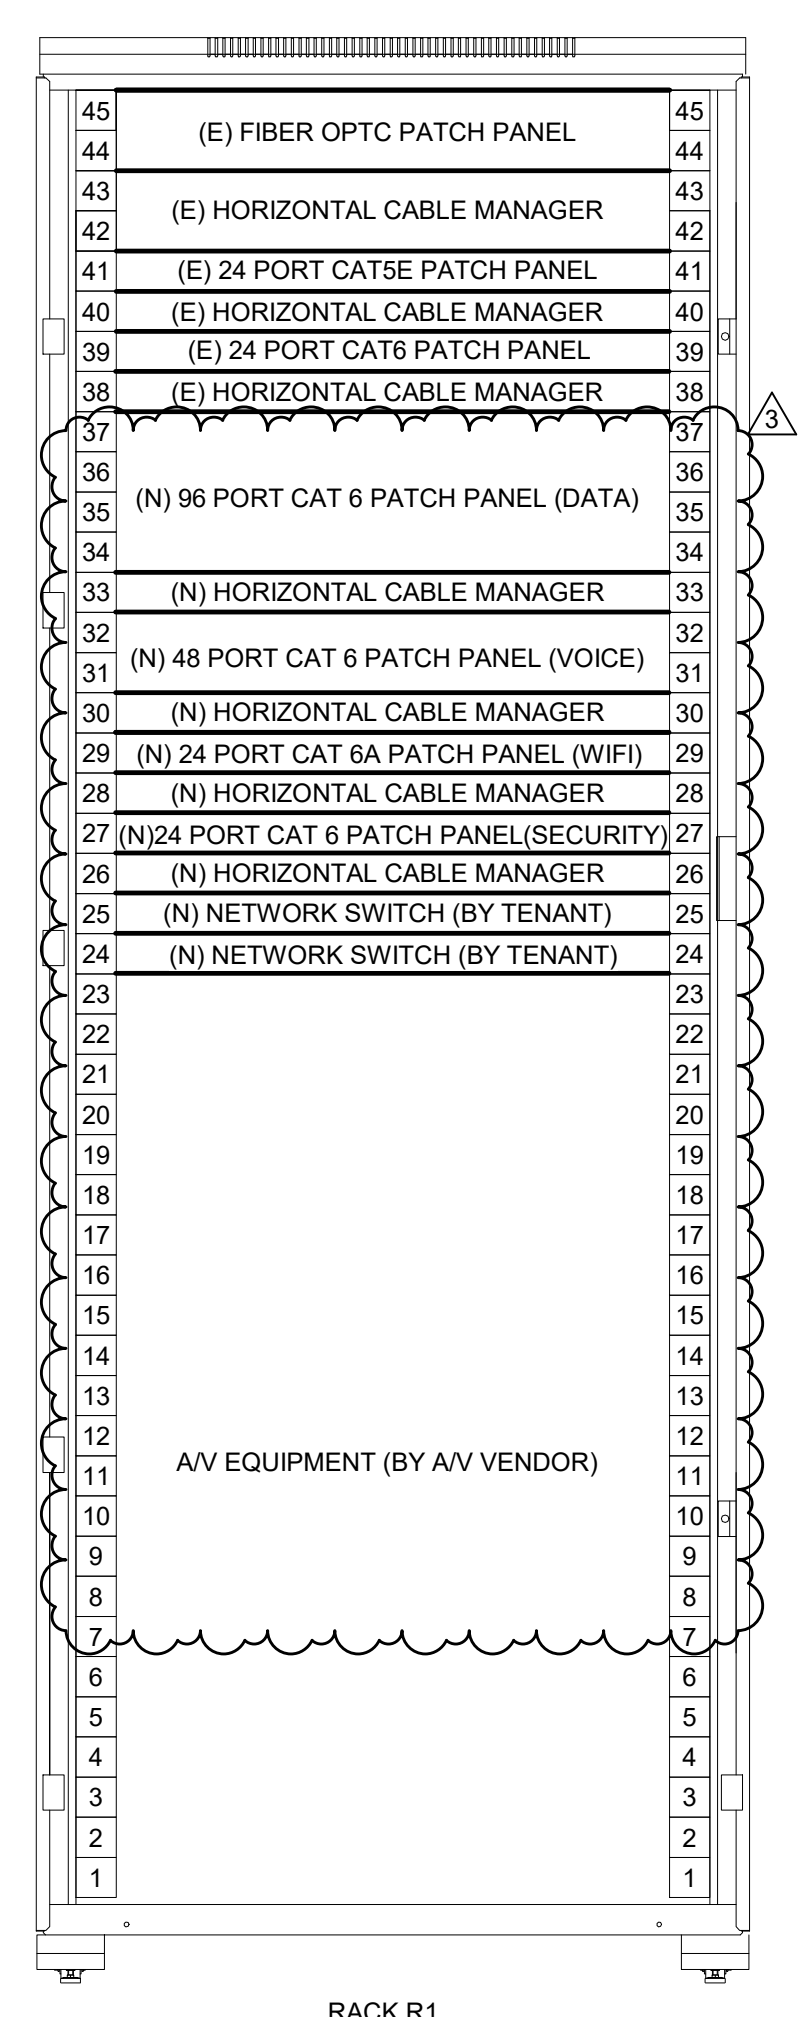 45 (E) FIBER OPTC PATCH PANEL 45
44 44
43 (E) HORIZONTAL CABLE MANAGER 43
42 42
41 (E) 24 PORT CAT5E PATCH PANEL 41
40 (E) HORIZONTAL CABLE MANAGER 40
39 (E) 24 PORT CAT6 PATCH PANEL 39
38 (E) HORIZONTAL CABLE MANAGER 38
3
37 37
36 (N) 96 PORT CAT 6 PATCH PANEL (DATA) 36
35 35
34 34
33 (N) HORIZONTAL CABLE MANAGER 33
32 32
31 (N) 48 PORT CAT 6 PATCH PANEL (VOICE) 31
30 (N) HORIZONTAL CABLE MANAGER 30
29 (N) 24 PORT CAT 6A PATCH PANEL (WIFI) 29
28 (N) HORIZONTAL CABLE MANAGER 28
27 (N)24 PORT CAT 6 PATCH PANEL(SECURITY) 27
26 (N) HORIZONTAL CABLE MANAGER 26
25 (N) NETWORK SWITCH (BY TENANT) 25
24 (N) NETWORK SWITCH (BY TENANT) 24
23 23
22 22
21 21
20 20
19 19
18 18
17 17
16 16
15 15
14 14
13 13
12 12
11 A/V EQUIPMENT (BY A/V VENDOR) 11
10 10
9 9
8 8
7 7
6 6
5 5
4 4
3 3
2 2
1 1
RACK R1